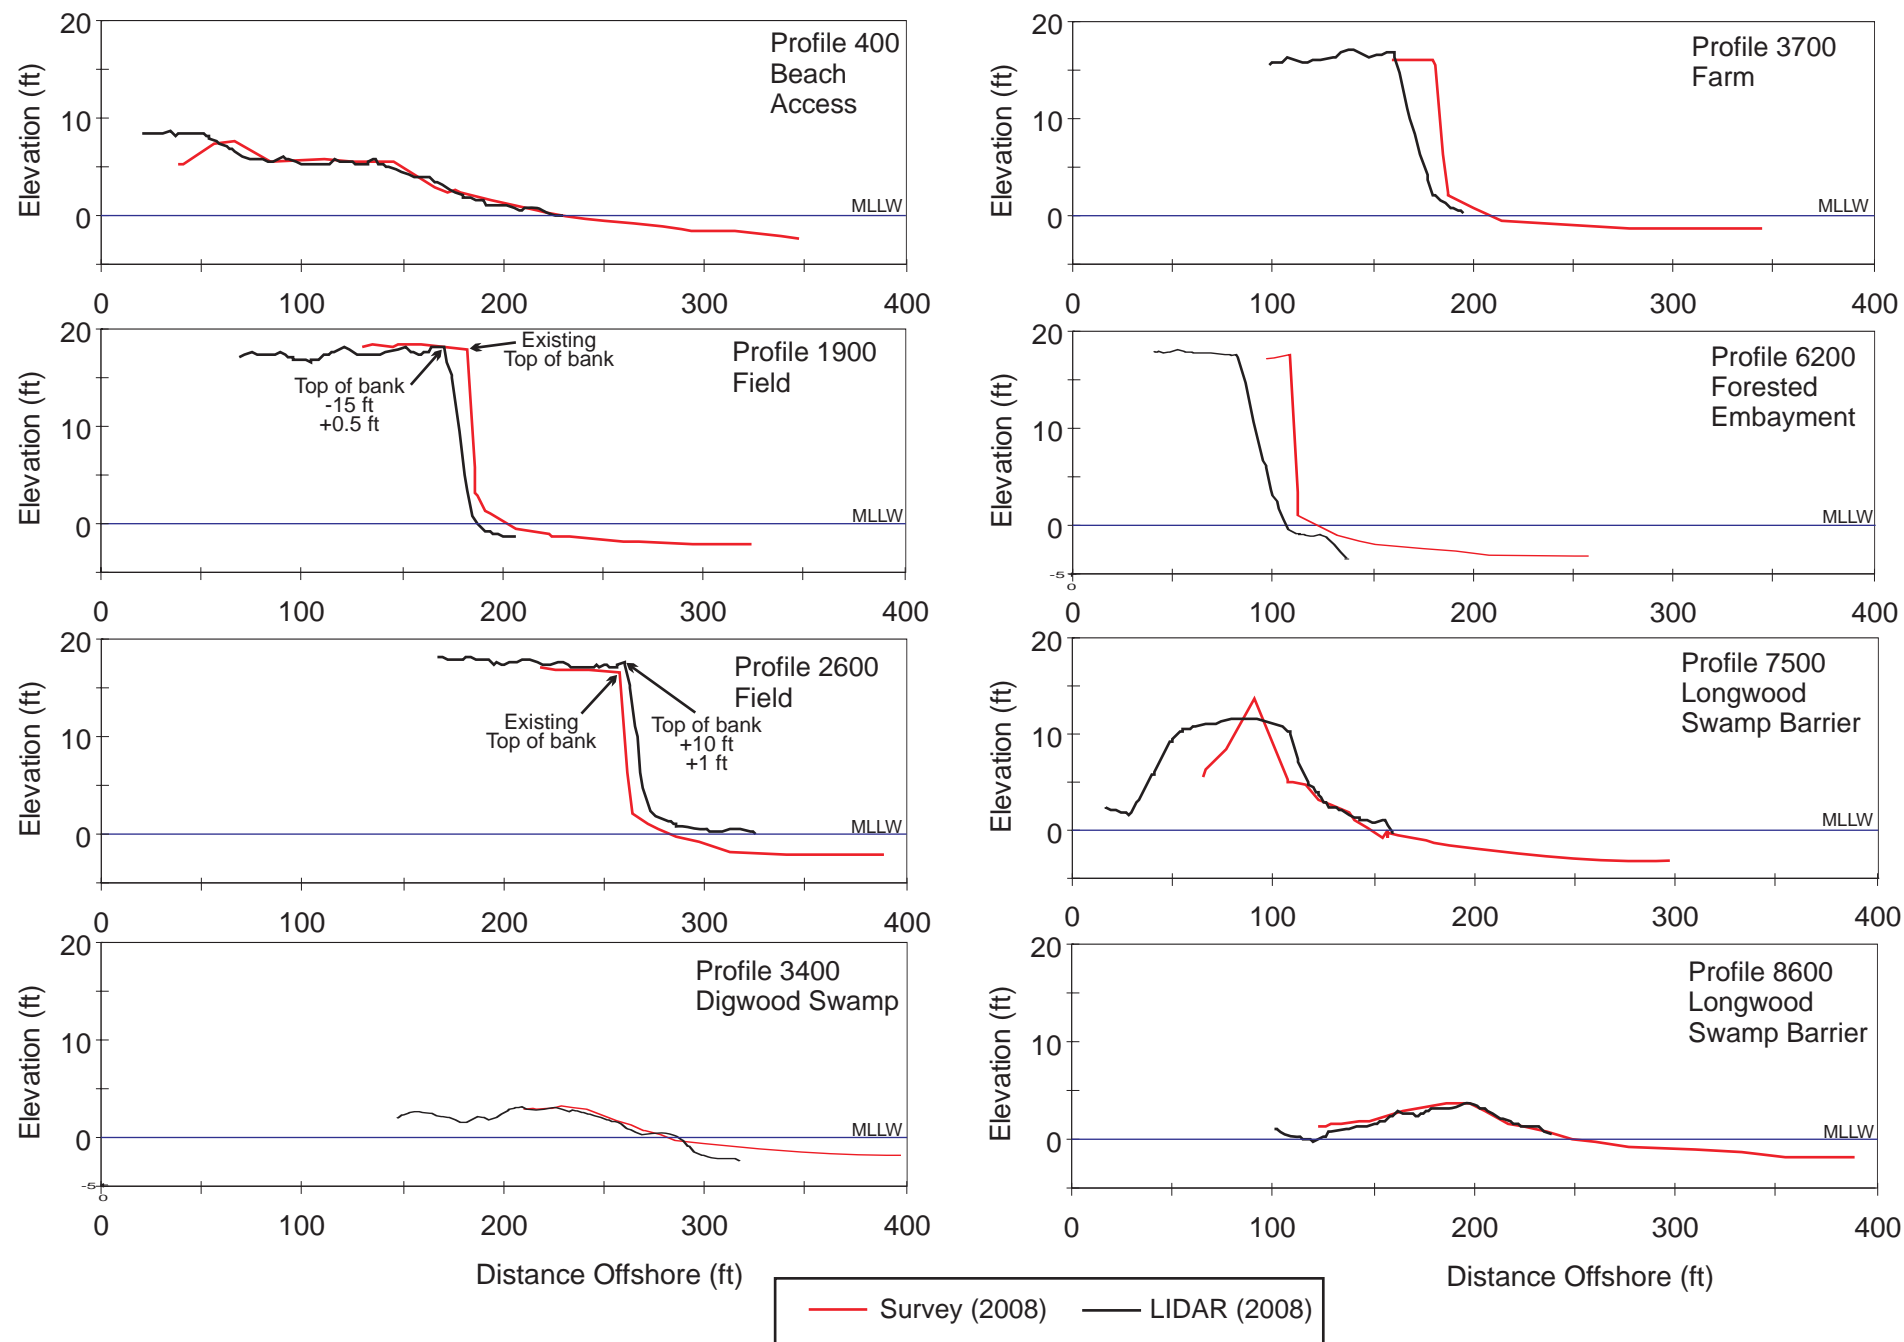 20
10
0
Elevation (ft)
Profile 400
Beach
Access
MLLW
0 100 200 300 400
20
10
0
Elevation (ft)
Profile 3700
Farm
MLLW
0 100 200 300 400
20
10
0
Elevation (ft)
Existing
Top of bank
Top of bank
-15 ft
+0.5 ft
Profile 1900
Field
MLLW
0 100 200 300 400
20
10
0
-5
0
Elevation (ft)
Profile 6200
Forested
Embayment
MLLW
0 100 200 300 400
20
10
0
Elevation (ft)
Profile 2600
Field
Existing
Top of bank
Top of bank
+10 ft
+1 ft
MLLW
0 100 200 300 400
20
10
0
Elevation (ft)
Profile 7500
Longwood
Swamp Barrier
MLLW
0 100 200 300 400
20
10
0
-5
0
Elevation (ft)
Profile 3400
Digwood Swamp
MLLW
0 100 200 300 400
Distance Offshore (ft)
20
10
0
Elevation (ft)
Profile 8600
Longwood
Swamp Barrier
MLLW
0 100 200 300 400
Distance Offshore (ft)
Survey (2008) LIDAR (2008)